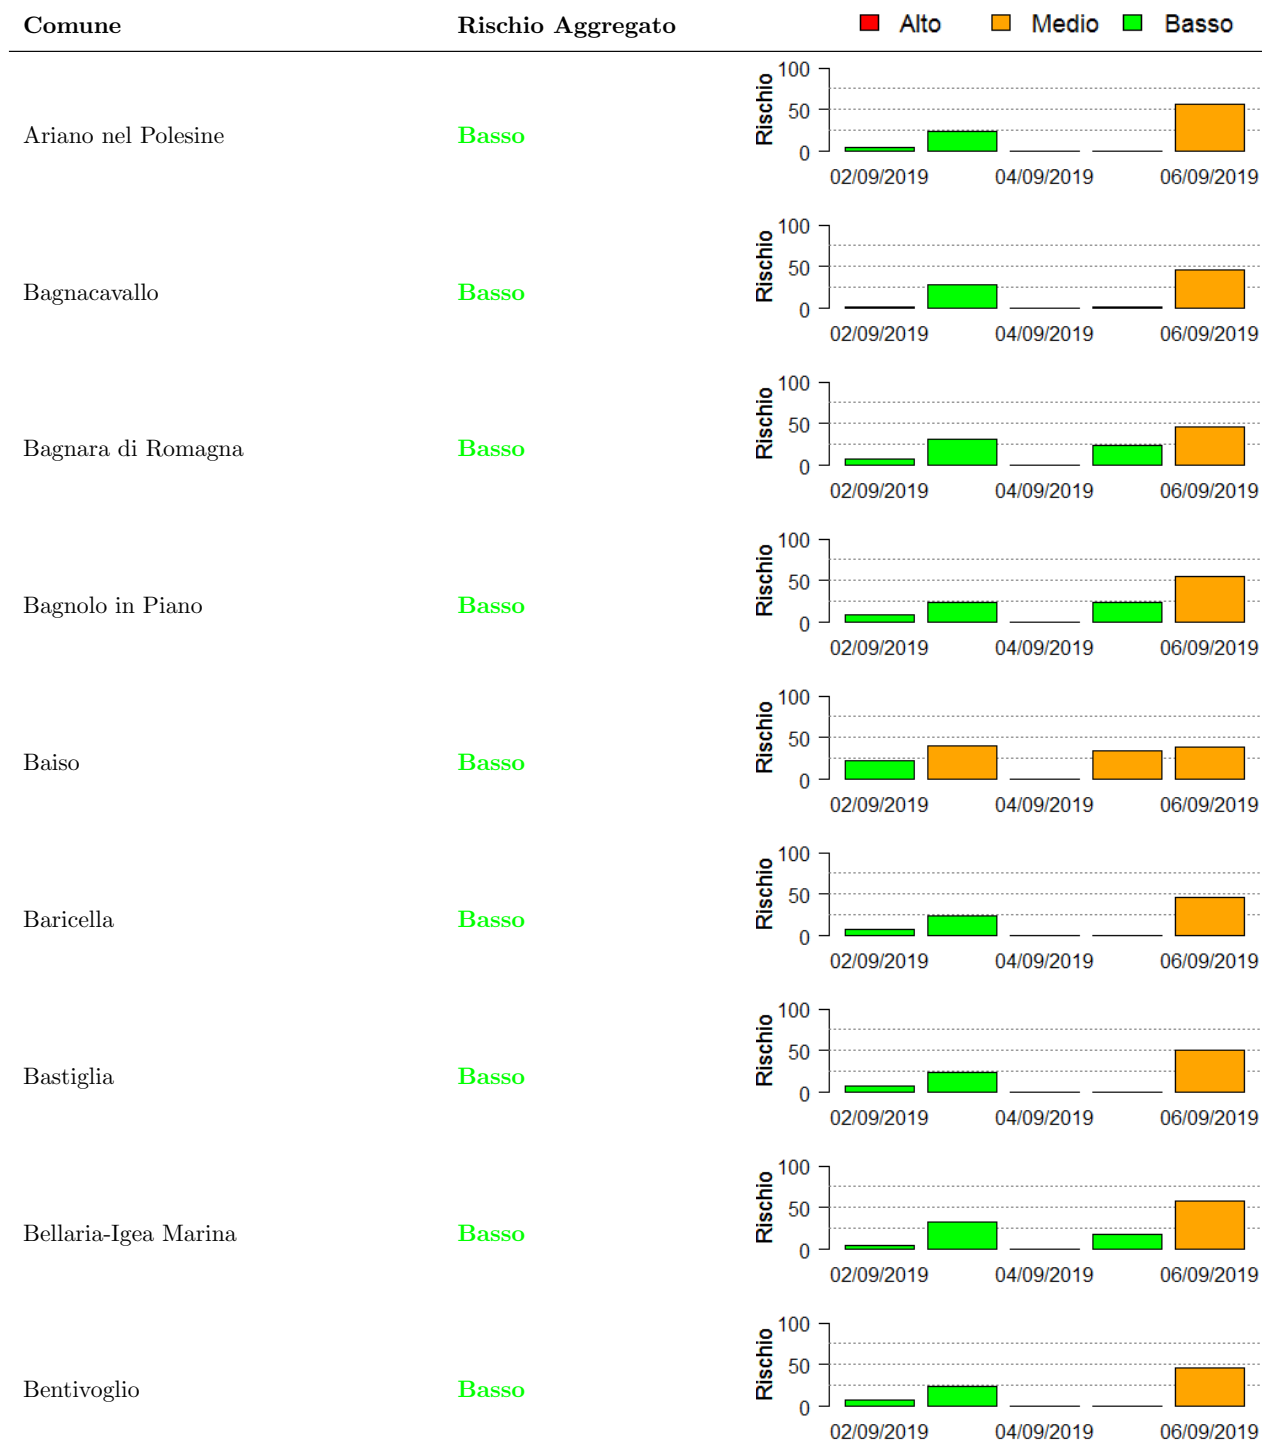 Comune Rischio Aggregato Alto Medio Basso
Ariano nel Polesine Basso Rischio 100 50 0
02/09/2019 04/09/2019 06/09/2019
Bagnacavallo Basso Rischio 100 50 0
02/09/2019 04/09/2019 06/09/2019
Bagnara di Romagna Basso Rischio 100 50 0
02/09/2019 04/09/2019 06/09/2019
Bagnolo in Piano Basso Rischio 100 50 0
02/09/2019 04/09/2019 06/09/2019
Baiso Basso Rischio 100 50 0
02/09/2019 04/09/2019 06/09/2019
Baricella Basso Rischio 100 50 0
02/09/2019 04/09/2019 06/09/2019
Bastiglia Basso Rischio 100 50 0
02/09/2019 04/09/2019 06/09/2019
Bellaria-Igea Marina Basso Rischio 100 50 0
02/09/2019 04/09/2019 06/09/2019
Bentivoglio Basso Rischio 100 50 0
02/09/2019 04/09/2019 06/09/2019